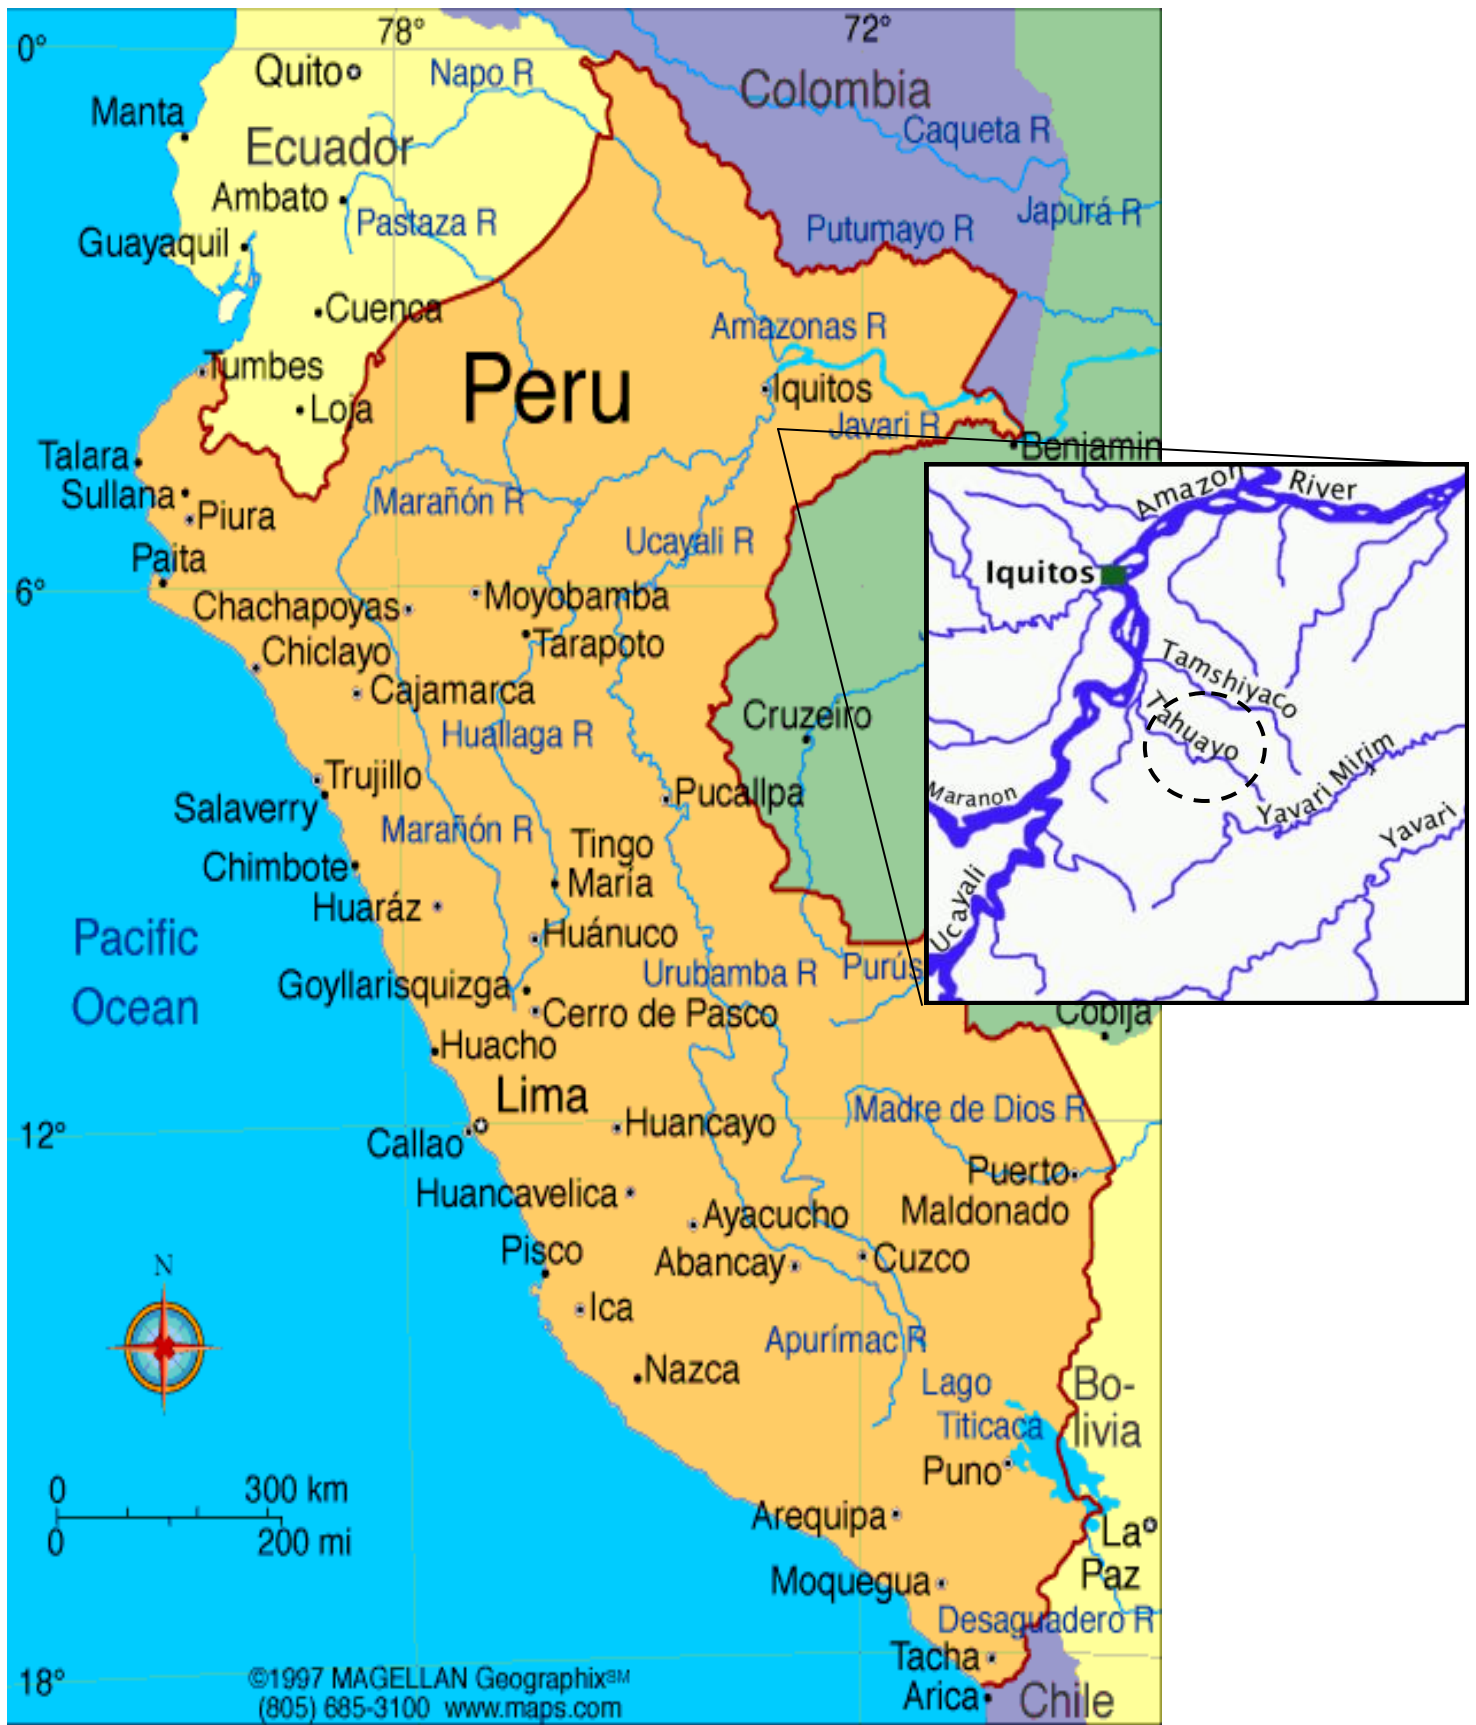 78°
72°
0°
Quito
Napo R
Colombia
Manta
Caqueta R
Ecuador
Ambato
Pastaza R
Japurá R
Putumayo R
Guayaquil
Cuenca
Amazonas R
Tumbes
Peru
Iquitos
Loja
Javari R
Benjamin
Talara
Sullana
Marañón R
Piura
Ucayali R
Paita
6°
Chachapoyas
Moyobamba
Tarapoto
Chiclayo
Cajamarca
Cruzeiro
Huallaga R
Trujillo
Pucallpa
Salaverry
Marañón R
Tingo
María
Chimbote
Huaráz
Pacific
Ocean
Huánuco
Urubamba R
Purús
Goyllarisquizga
Cerro de Pasco
Cobija
Huacho
Lima
Madre de Dios R
Huancayo
12°
Callao
Puerto
Maldonado
Huancavelica
Ayacucho
Pisco
Abancay
Cuzco
N
Ica
Apurímac R
Nazca
Lago
Titicaca
Bo-
livia
Puno
0 300 km
0 200 mi
Arequipa
La
Paz
Moquegua
Desaguadero R
Tacha
18°
©1997 MAGELLAN Geographix℠
(805) 685-3100 www.maps.com
Arica
Chile
Amazon
River
Iquitos
Tamshiyaco
Tahuayo
Maranon
Yavari Mirim
Yavari
Ucayali